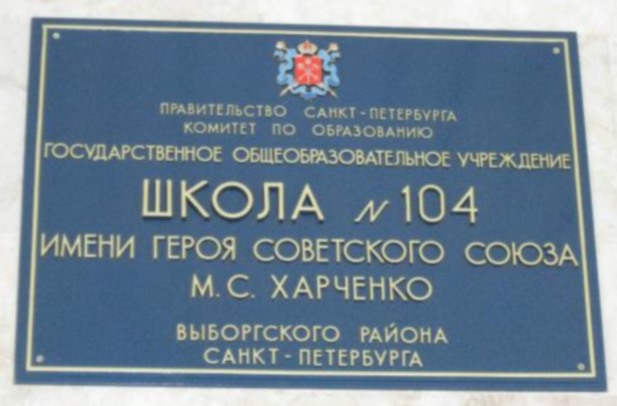 ПРАВИТЕЛЬСТВО САНКТ-ПЕТЕРБУРГА
КОМИТЕТ ПО ОБРАЗОВАНИЮ
ГОСУДАРСТВЕННОЕ ОБЩЕОБРАЗОВАТЕЛЬНОЕ УЧРЕЖДЕНИЕ
ШКОЛА N 104
ИМЕНИ ГЕРОЯ СОВЕТСКОГО СОЮЗА
М. С. ХАРЧЕНКО
ВЫБОРГСКОГО РАЙОНА
САНКТ-ПЕТЕРБУРГА